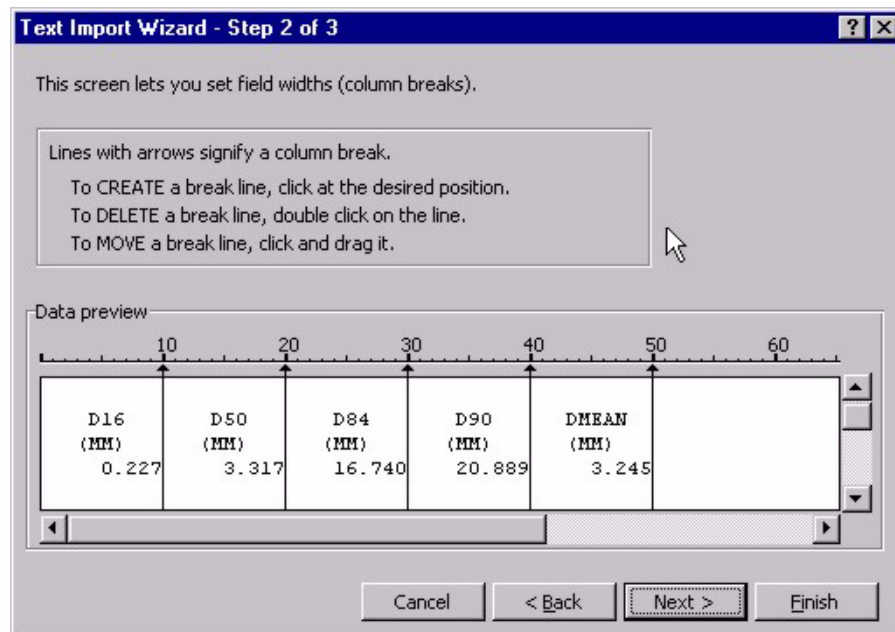 Text Import Wizard - Step 2 of 3
This screen lets you set field widths (column breaks).
Lines with arrows signify a column break.
To CREATE a break line, click at the desired position.
To DELETE a break line, double click on the line.
To MOVE a break line, click and drag it.
Data preview
10 20 30 40 50 60
D16 D50 D84 D90 DMEAN
(MM) (MM) (MM) (MM) (MM)
0.227 3.317 16.740 20.889 3.245
Cancel < Back Next > Finish